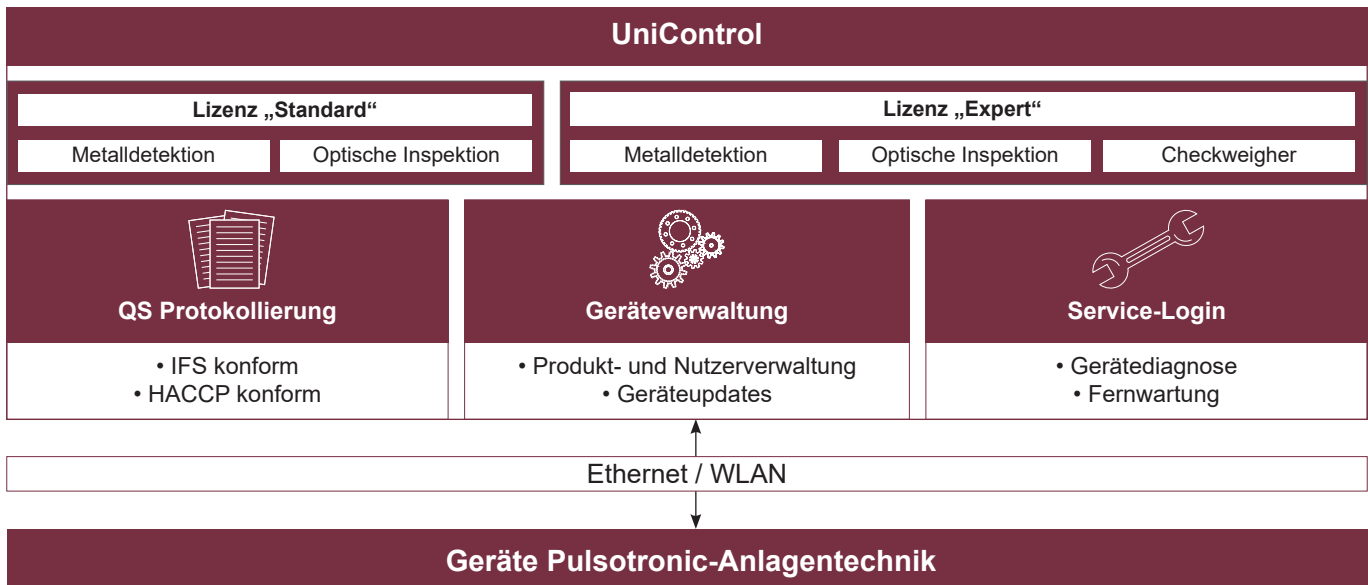 UniControl
Lizenz „Standard“
Metalldetektion
Optische Inspektion
Lizenz „Expert“
Metalldetektion
Optische Inspektion
Checkweigher
QS Protokollierung
• IFS konform
• HACCP konform
Geräteverwaltung
• Produkt- und Nutzerverwaltung
• Geräteupdates
Service-Login
• Gerätediagnose
• Fernwartung
Ethernet / WLAN
Geräte Pulsotronic-Anlagentechnik